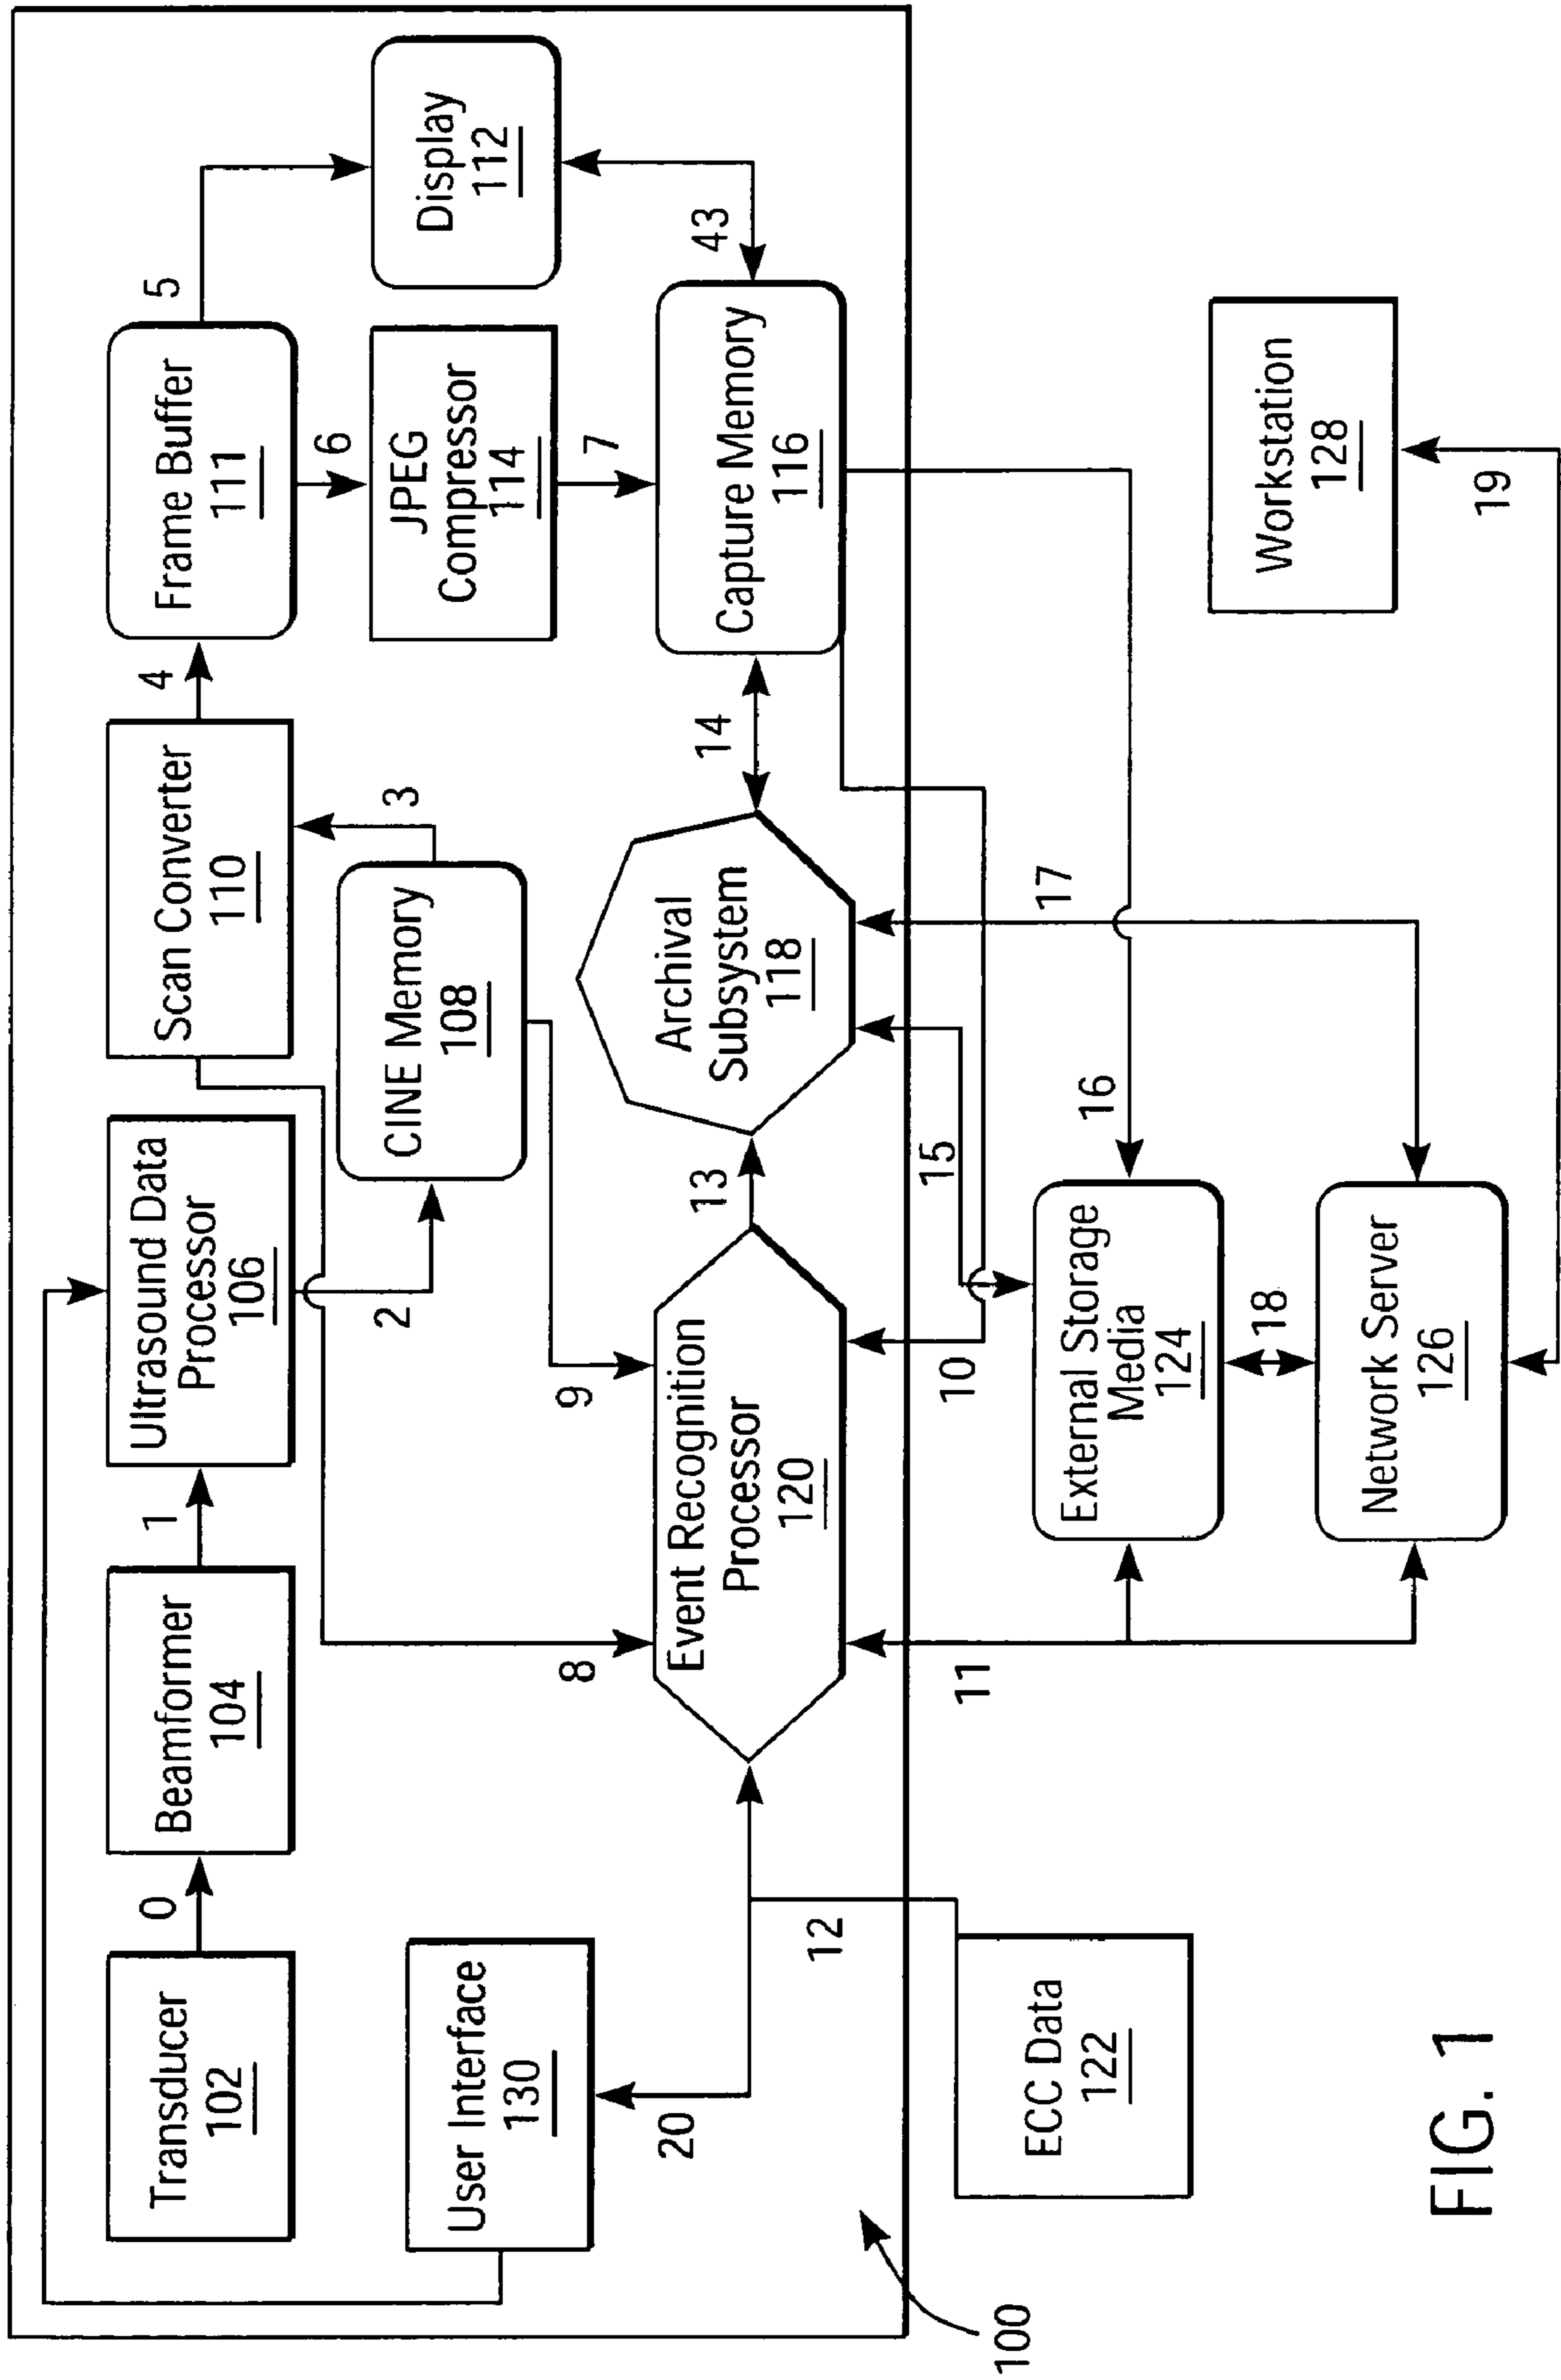 Transducer
102
0
Beamformer
104
1
Ultrasound Data
Processor
106
Scan Converter
110
4
Frame Buffer
111
5
2
CINE Memory
108
3
6
JPEG
Compressor
114
Display
112
User Interface
130
8
9
7
20
Event Recognition
Processor
120
13
Archival
Subsystem
118
14
Capture Memory
116
43
12
100
11
10
15
17
ECC Data
122
External Storage
Media
124
16
18
Workstation
128
Network Server
126
19
FIG. 1